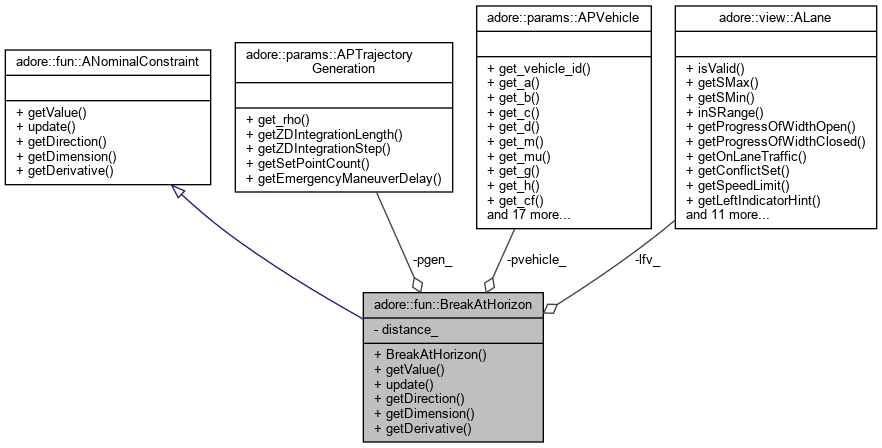 adore::fun::ANominalConstraint
+ getValue()
+ update()
+ getDirection()
+ getDimension()
+ getDerivative()
adore::params::APTrajectory
Generation
+ get_rho()
+ getZDIntegrationLength()
+ getZDIntegrationStep()
+ getSetPointCount()
+ getEmergencyManeuverDelay()
adore::params::APVehicle
+ get_vehicle_id()
+ get_a()
+ get_b()
+ get_c()
+ get_d()
+ get_m()
+ get_mu()
+ get_g()
+ get_h()
+ get_cf()
and 17 more...
adore::view::ALane
+ isValid()
+ getSMax()
+ getSMin()
+ inSRange()
+ getProgressOfWidthOpen()
+ getProgressOfWidthClosed()
+ getOnLaneTraffic()
+ getConflictSet()
+ getSpeedLimit()
+ getLeftIndicatorHint()
and 11 more...
-pgen_
-pvehicle_
-lfv_
adore::fun::BreakAtHorizon
- distance_
+ BreakAtHorizon()
+ getValue()
+ update()
+ getDirection()
+ getDimension()
+ getDerivative()